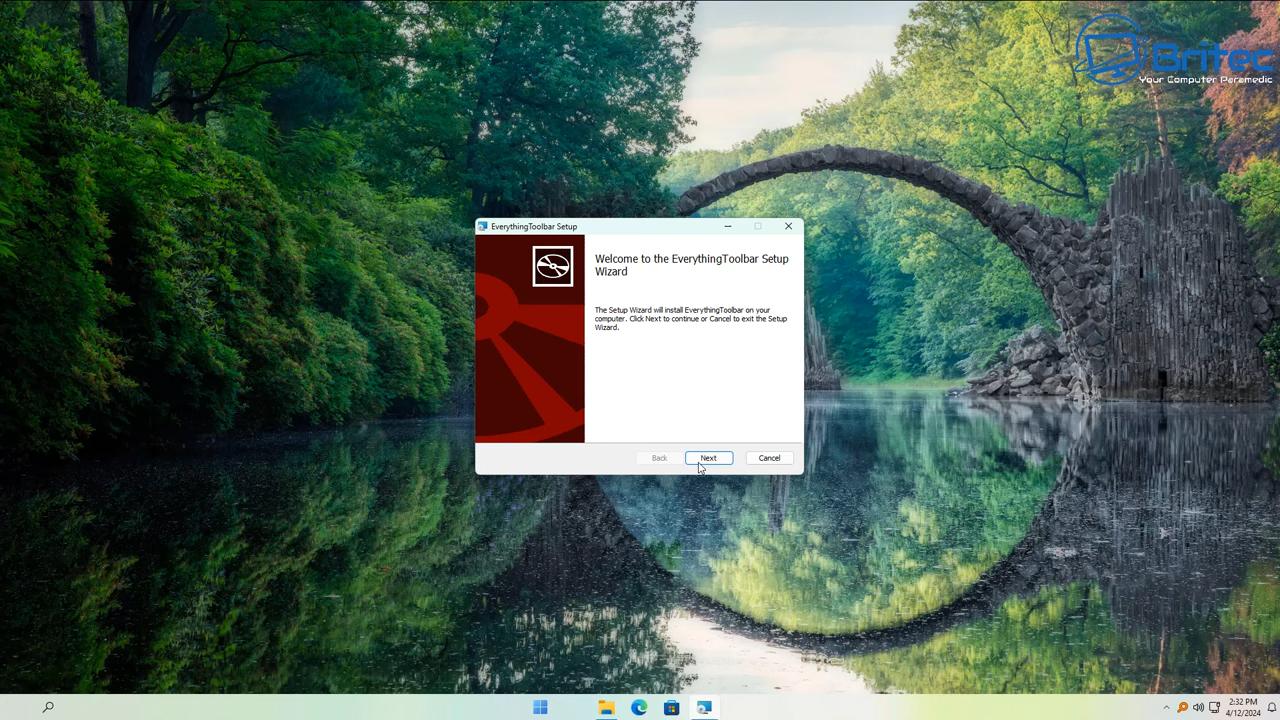 Britec
Your Computer Paramedic
EverythingToolbar Setup
Welcome to the EverythingToolbar Setup
Wizard
The Setup Wizard will install EverythingToolbar on your
computer. Click Next to continue or Cancel to exit the Setup
Wizard.
Back
Next
Cancel
2:32 PM
4/12/2024